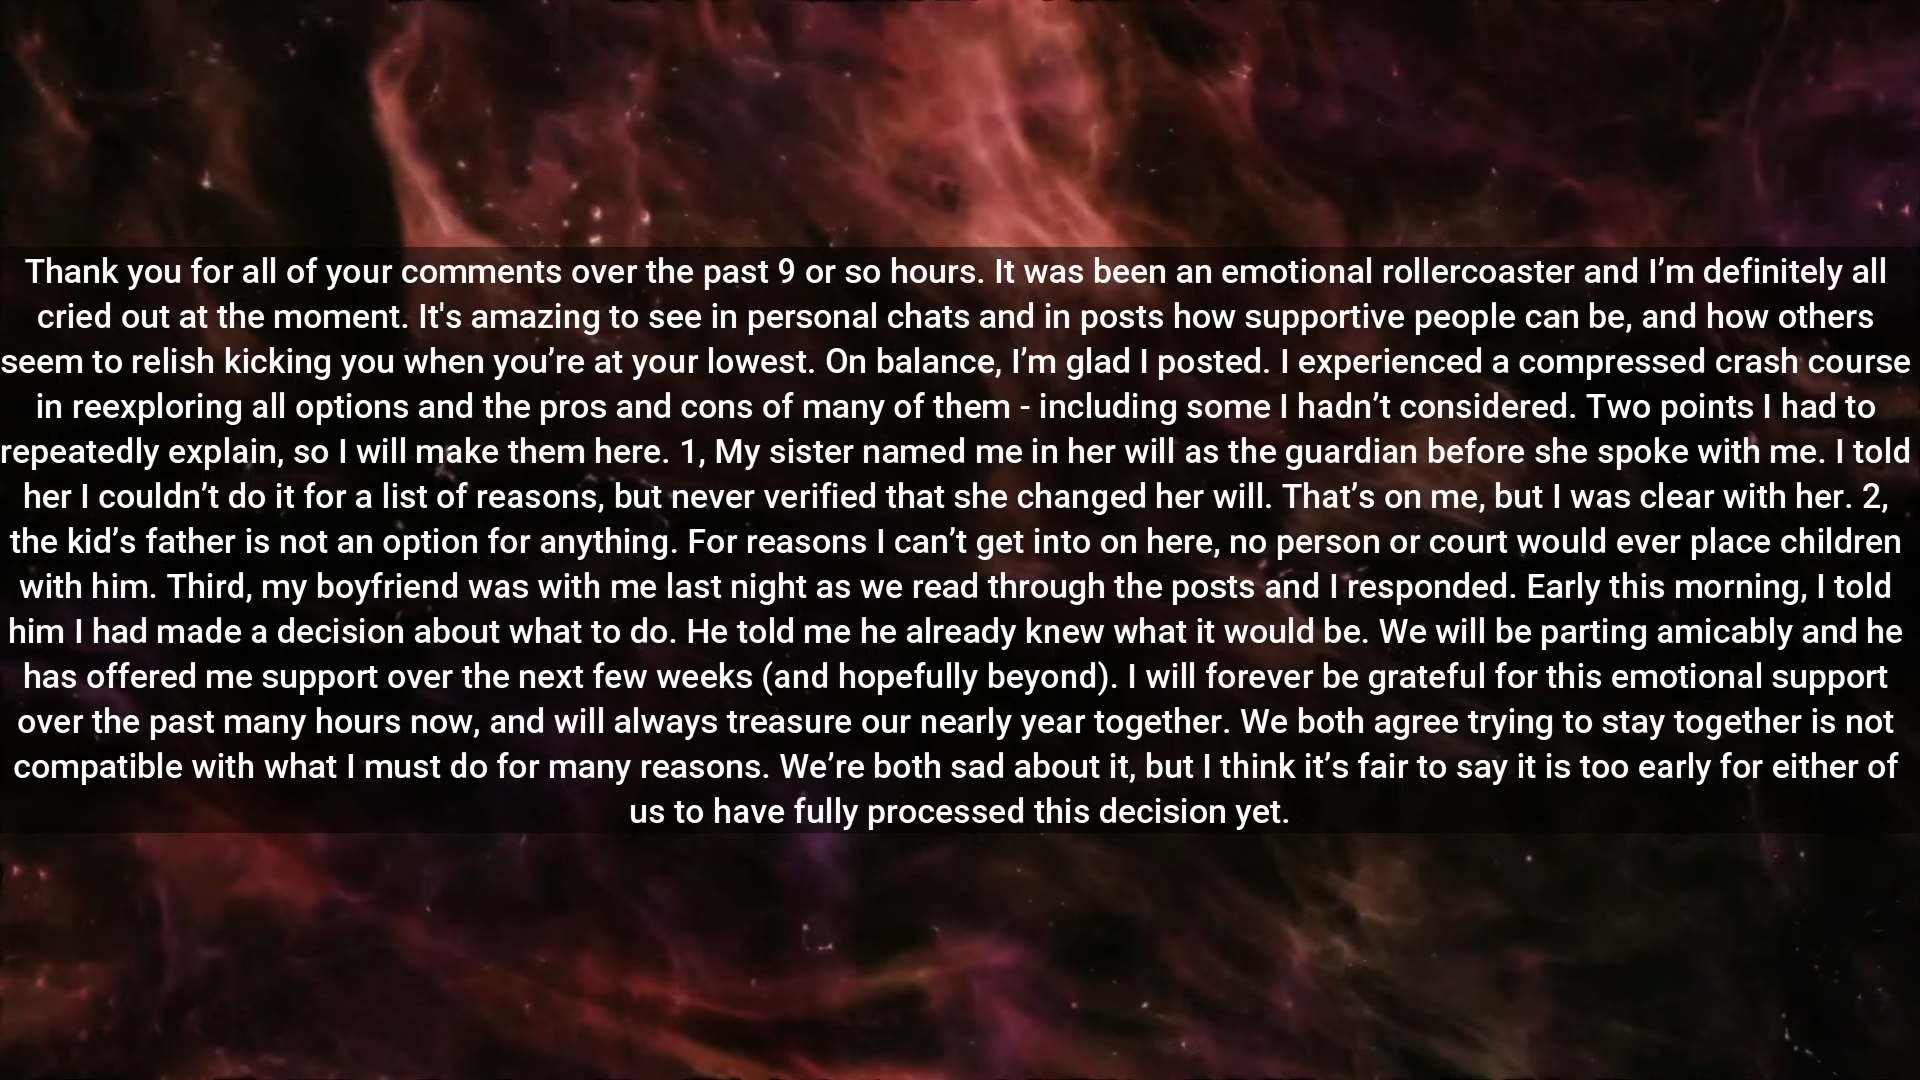 Thank you for all of your comments over the past 9 or so hours. It was been an emotional rollercoaster and I’m definitely all
cried out at the moment. It's amazing to see in personal chats and in posts how supportive people can be, and how others
seem to relish kicking you when you’re at your lowest. On balance, I’m glad I posted. I experienced a compressed crash course
in reexploring all options and the pros and cons of many of them - including some I hadn’t considered. Two points I had to
repeatedly explain, so I will make them here. 1, My sister named me in her will as the guardian before she spoke with me. I told
her I couldn’t do it for a list of reasons, but never verified that she changed her will. That’s on me, but I was clear with her. 2,
the kid’s father is not an option for anything. For reasons I can’t get into on here, no person or court would ever place children
with him. Third, my boyfriend was with me last night as we read through the posts and I responded. Early this morning, I told
him I had made a decision about what to do. He told me he already knew what it would be. We will be parting amicably and he
has offered me support over the next few weeks (and hopefully beyond). I will forever be grateful for this emotional support
over the past many hours now, and will always treasure our nearly year together. We both agree trying to stay together is not
compatible with what I must do for many reasons. We’re both sad about it, but I think it’s fair to say it is too early for either of
us to have fully processed this decision yet.